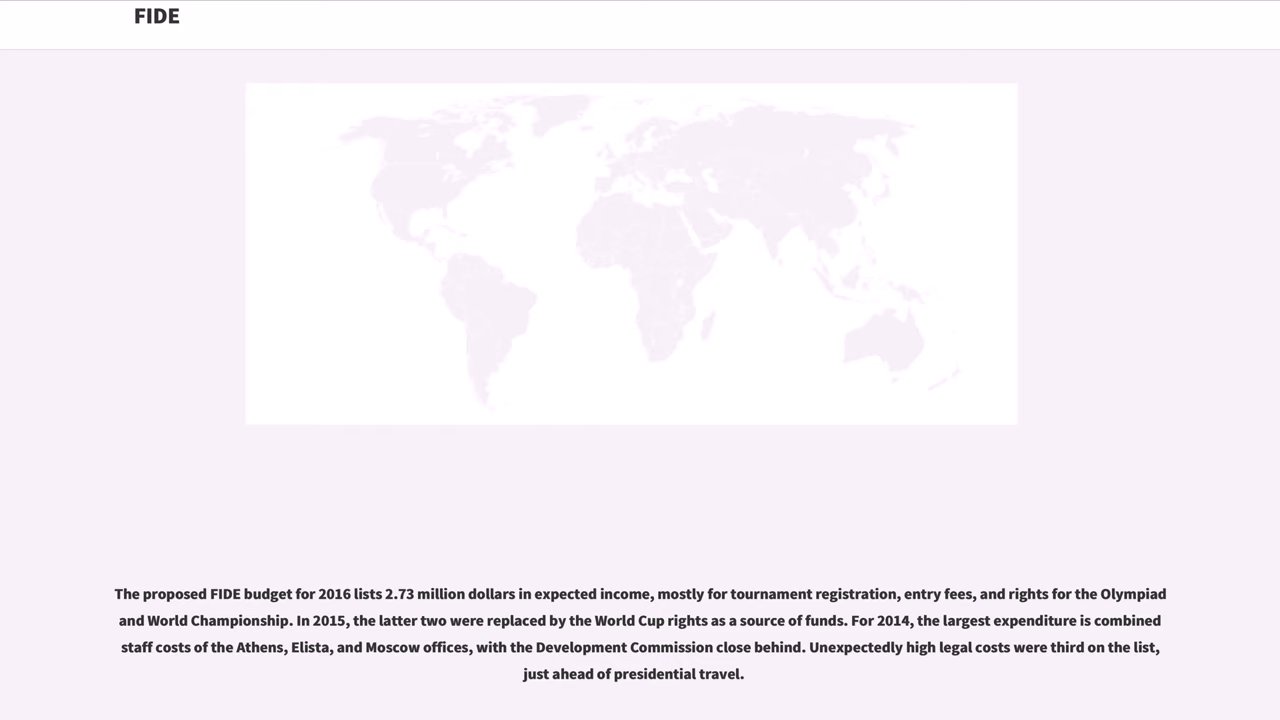 FIDE
The proposed FIDE budget for 2016 lists 2.73 million dollars in expected income, mostly for tournament registration, entry fees, and rights for the Olympiad
and World Championship. In 2015, the latter two were replaced by the World Cup rights as a source of funds. For 2014, the largest expenditure is combined
staff costs of the Athens, Elista, and Moscow offices, with the Development Commission close behind. Unexpectedly high legal costs were third on the list,
just ahead of presidential travel.